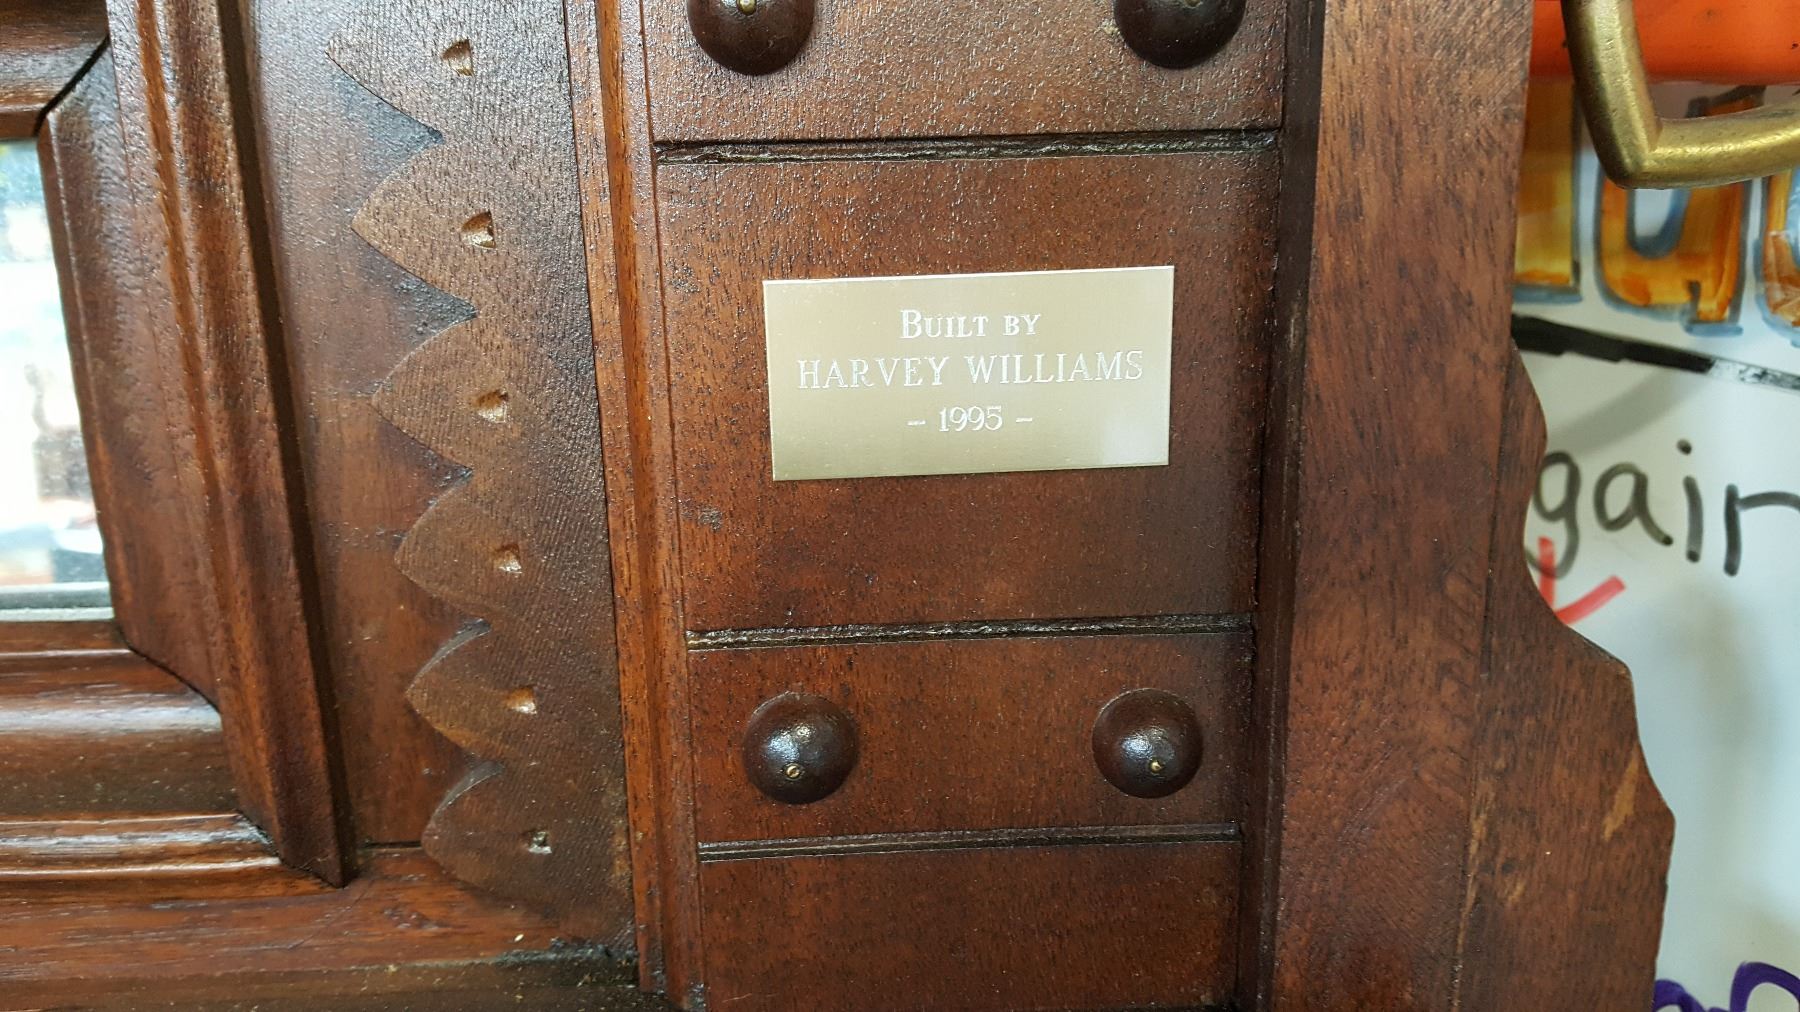 BUILT BY
HARVEY WILLIAMS
- 1995 -